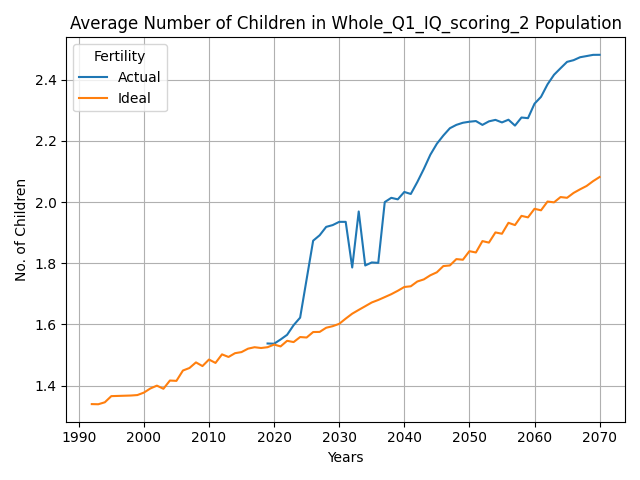 Average Number of Children in Whole_Q1_IQ_scoring_2 Population
Fertility
Actual
Ideal
No. of Children
2.4
2.2
2.0
1.8
1.6
1.4
1990 2000 2010 2020 2030 2040 2050 2060 2070
Years